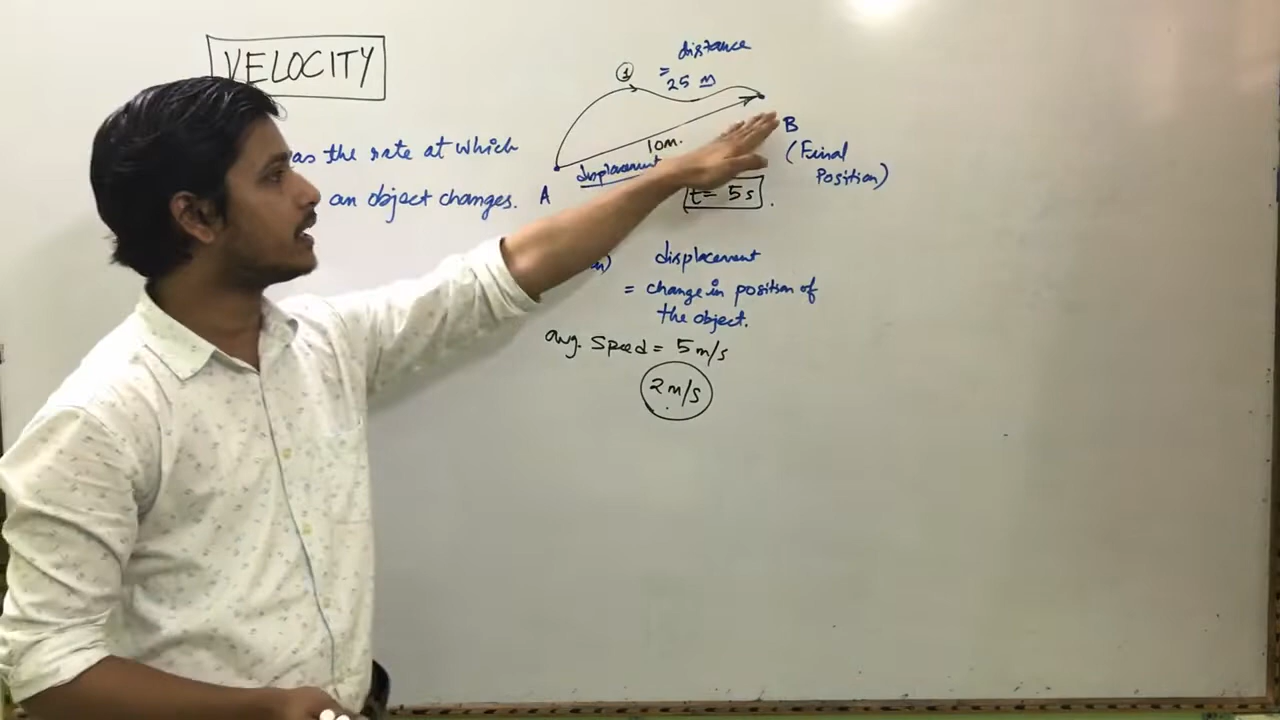 VELOCITY
distance
= 25 m
1
10m.
displacement
A
B
(Final
Position)
t = 5s .
as the rate at which
an object changes.
displacement
= change in position of
the object.
avg. speed = 5 m/s
2 m/s